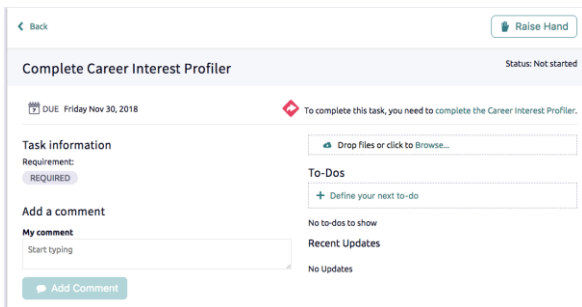 Back
Raise Hand
Complete Career Interest Profiler
Status: Not started
7
DUE Friday Nov 30, 2018
To complete this task, you need to complete the Career Interest Profiler.
Task information
Requirement:
REQUIRED
Add a comment
My comment
Start typing
Add Comment
Drop files or click to Browse...
To-Dos
+ Define your next to-do
No to-dos to show
Recent Updates
No Updates